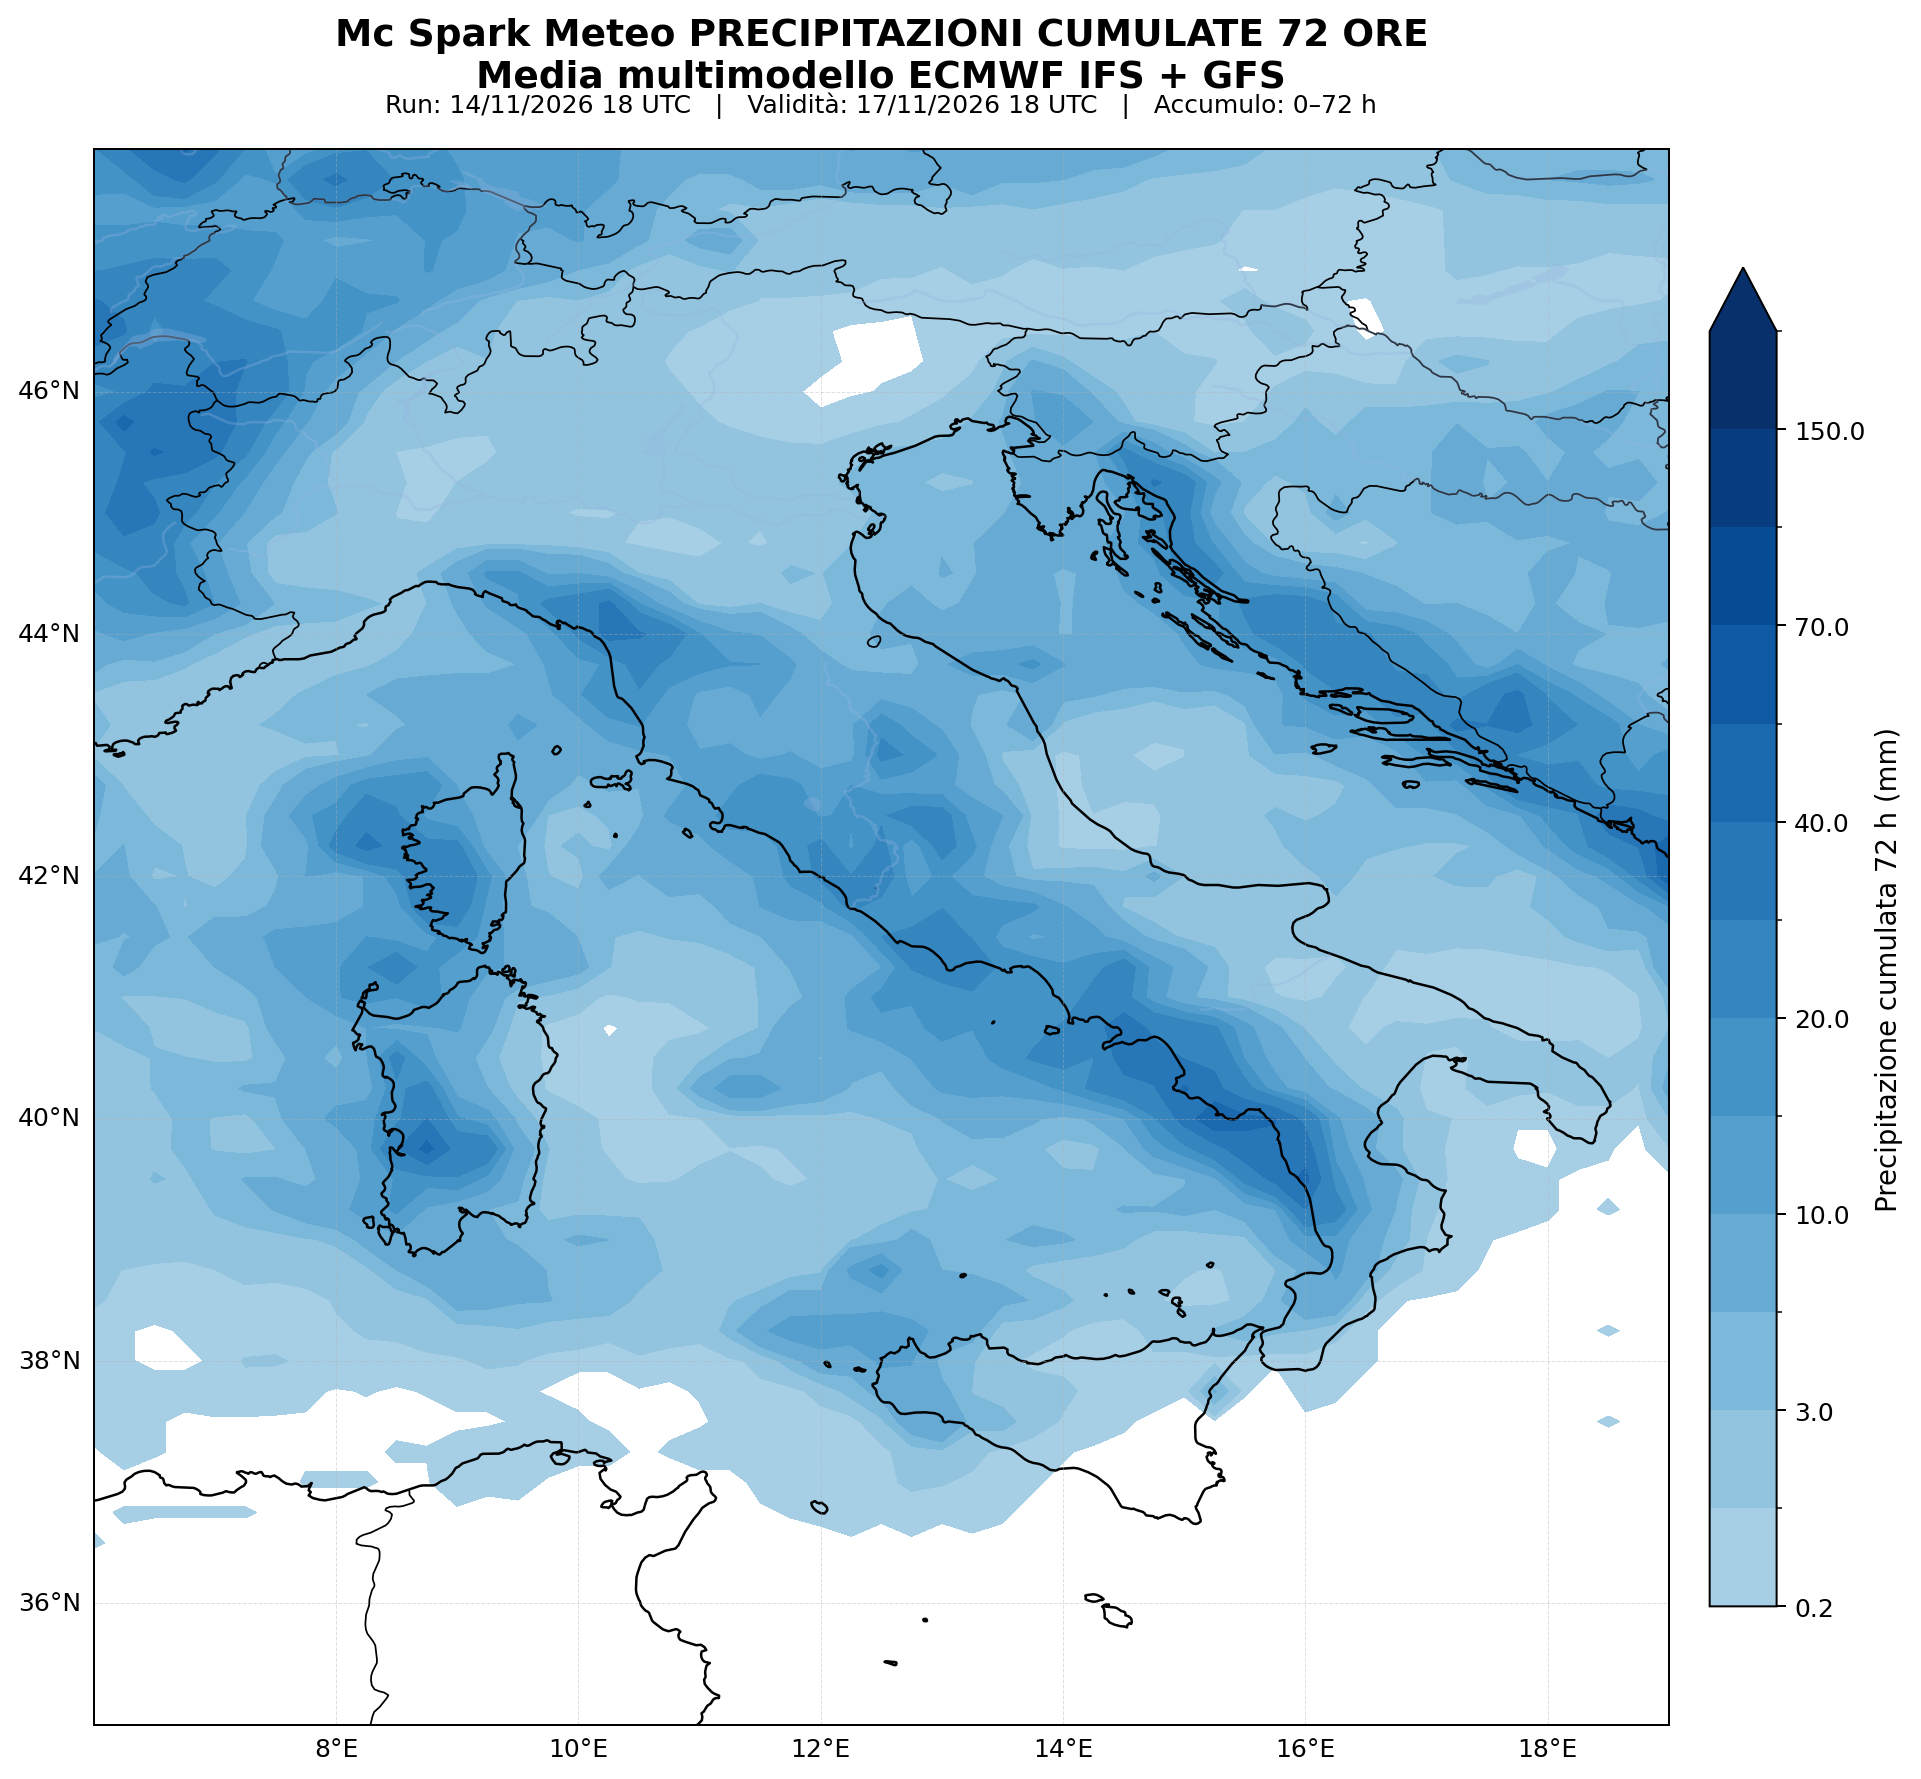 Mc Spark Meteo PRECIPITAZIONI CUMULATE 72 ORE
Media multimodello ECMWF IFS + GFS
Run: 14/11/2026 18 UTC   |   Validità: 17/11/2026 18 UTC   |   Accumulo: 0–72 h
46°N
44°N
42°N
40°N
38°N
36°N
8°E
10°E
12°E
14°E
16°E
18°E
150.0
70.0
40.0
20.0
10.0
3.0
0.2
Precipitazione cumulata 72 h (mm)